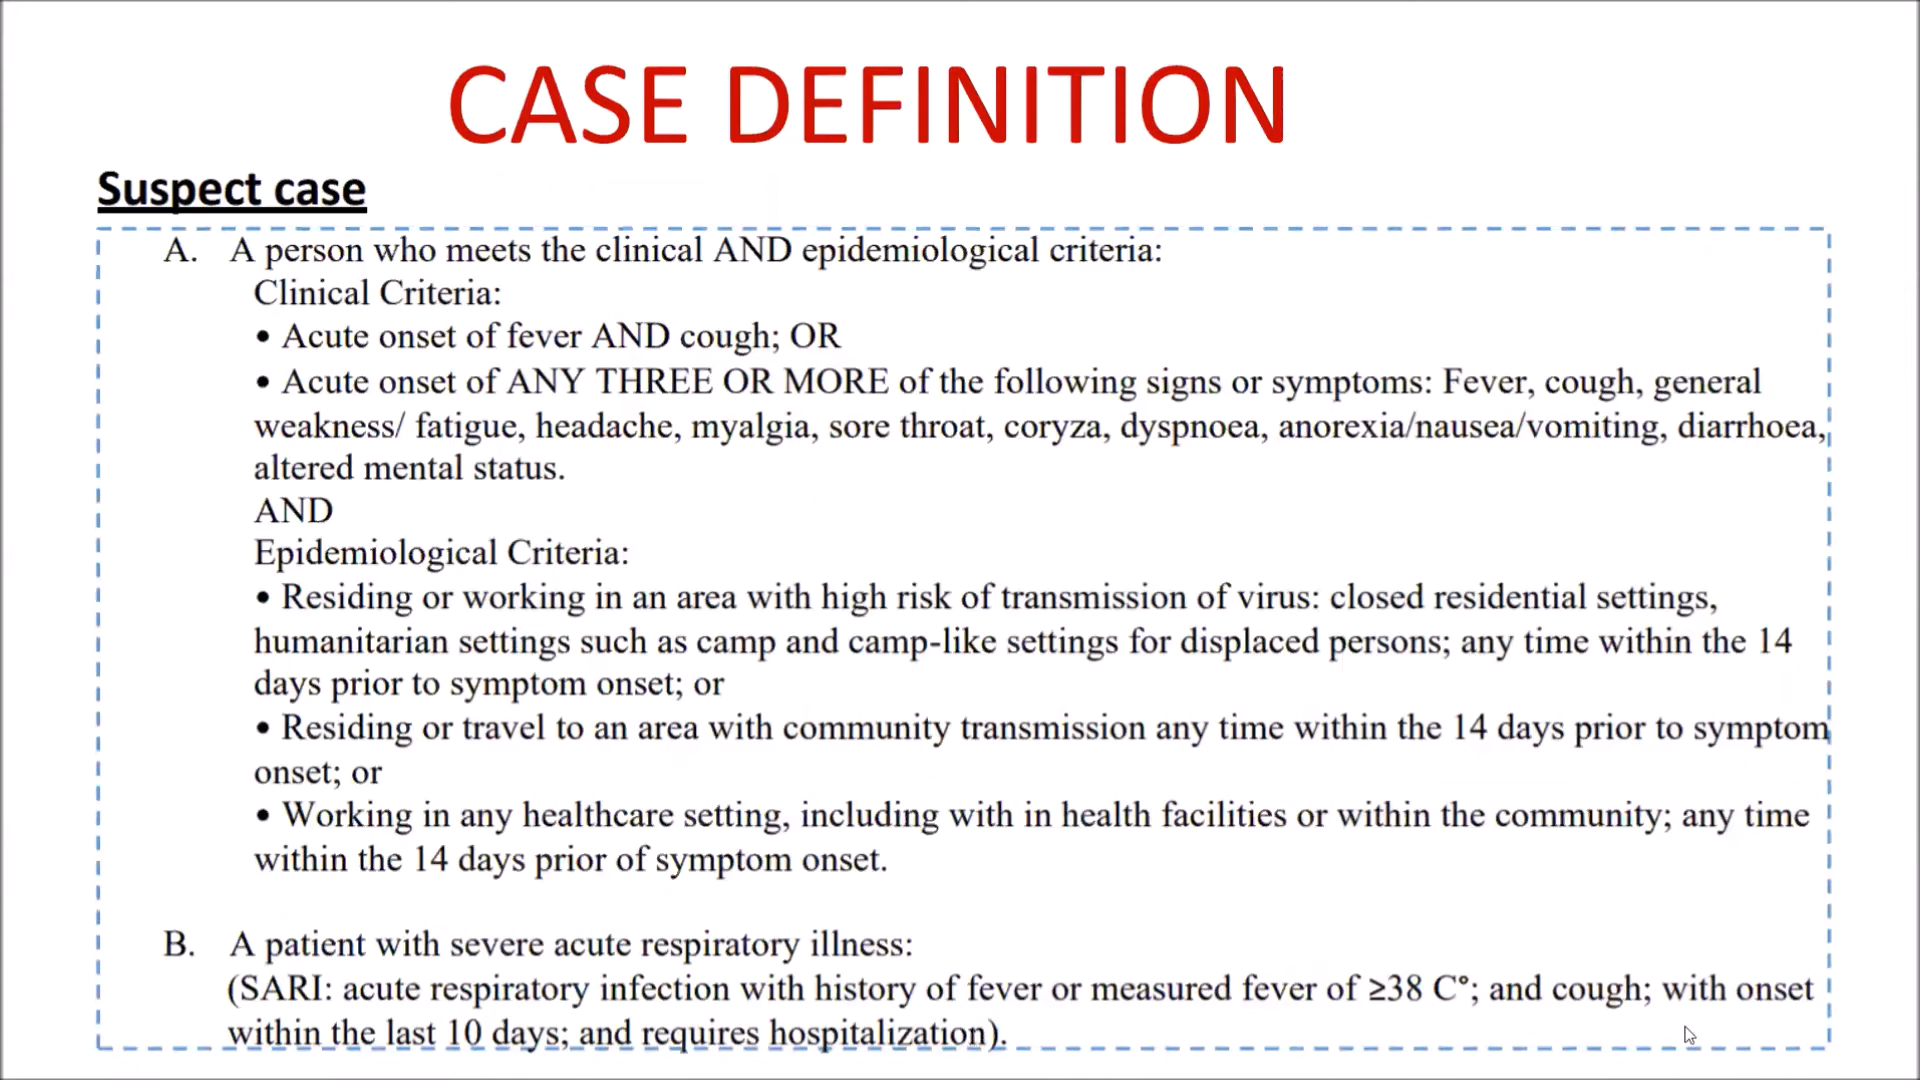 CASE DEFINITION
Suspect case
A. A person who meets the clinical AND epidemiological criteria:
Clinical Criteria:
• Acute onset of fever AND cough; OR
• Acute onset of ANY THREE OR MORE of the following signs or symptoms: Fever, cough, general
weakness/ fatigue, headache, myalgia, sore throat, coryza, dyspnoea, anorexia/nausea/vomiting, diarrhoea,
altered mental status.
AND
Epidemiological Criteria:
• Residing or working in an area with high risk of transmission of virus: closed residential settings,
humanitarian settings such as camp and camp-like settings for displaced persons; any time within the 14
days prior to symptom onset; or
• Residing or travel to an area with community transmission any time within the 14 days prior to symptom
onset; or
• Working in any healthcare setting, including with in health facilities or within the community; any time
within the 14 days prior of symptom onset.
B. A patient with severe acute respiratory illness:
(SARI: acute respiratory infection with history of fever or measured fever of ≥38 C°; and cough; with onset
within the last 10 days; and requires hospitalization).